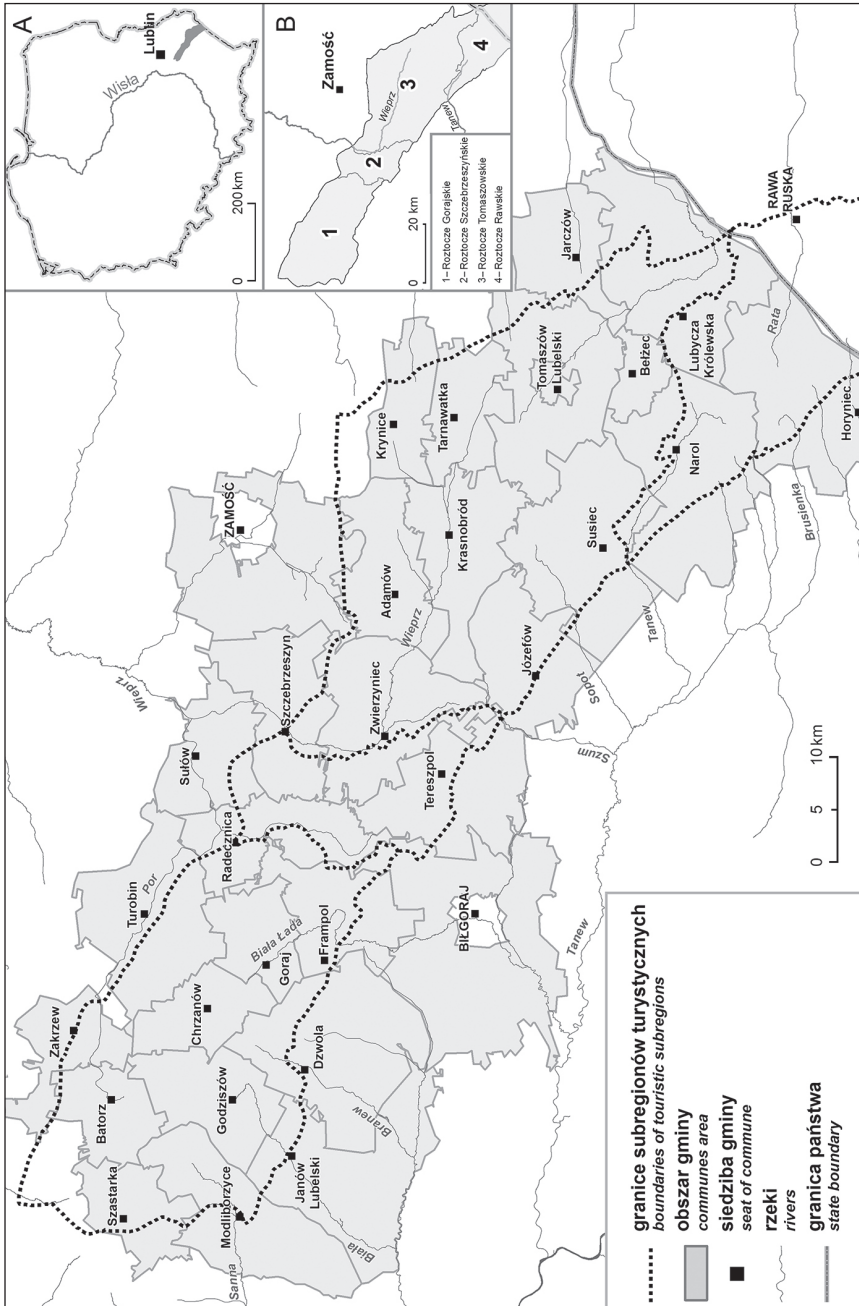 A
Lublin
Wisła
0
200 km
B
Zamość
Wieprz
Tanew
1
2
3
4
0
20 km
1– Roztocze Gorajskie
2– Roztocze Szczebrzeszyńskie
3– Roztocze Tomaszowskie
4– Roztocze Rawskie
Zakrzew
Turobin
Por
Szastarka
Batorz
Chrzanów
Radecznica
Sułów
Wieprz
ZAMOŚĆ
Szczebrzeszyn
Modliborzyce
Sanna
Godziszów
Goraj
Biała Łada
Frampol
Janów
Lubelski
Dzwola
Biała
Branew
BIŁGORAJ
Tereszpol
Zwierzyniec
Adamów
Wieprz
Krynice
Tarnawatka
Krasnobród
Józefów
Susiec
Tomaszów
Lubelski
Jarczów
Bełżec
Lubycza
Królewska
Narol
RAWA
RUSKA
Rata
Horyniec
Brusienka
Tanew
Sopot
Szum
Tanew
0
5
10 km
granice subregionów turystycznych
boundaries of touristic subregions
obszar gminy
communes area
siedziba gminy
seat of commune
rzeki
rivers
granica państwa
state boundary